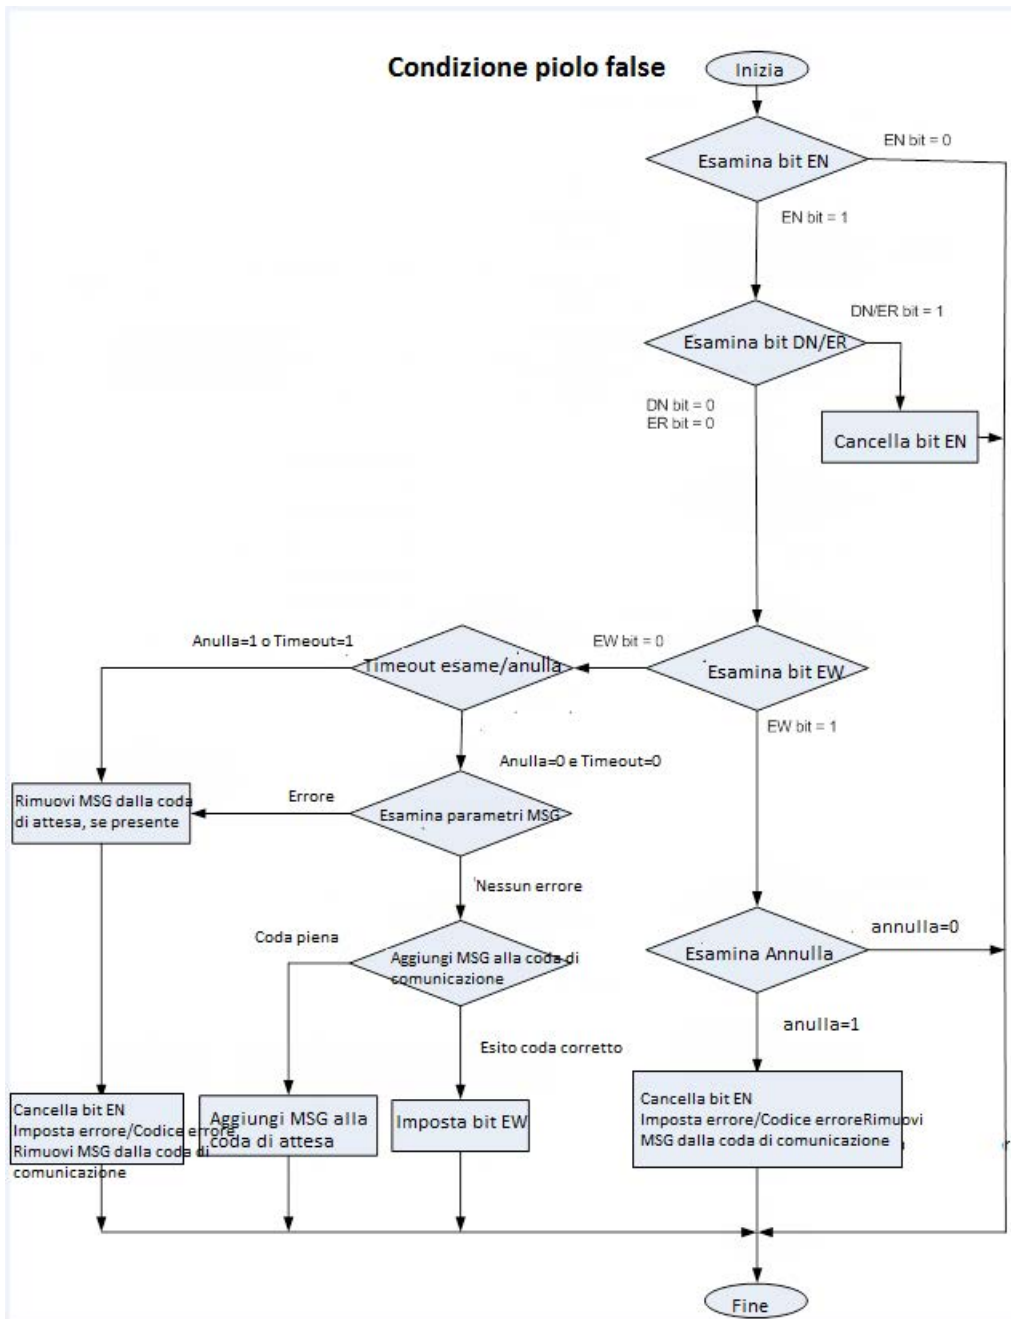 Condizione piolo false
Inizia
Esamina bit EN
EN bit = 0
EN bit = 1
Esamina bit DN/ER
DN/ER bit = 1
DN bit = 0
ER bit = 0
Cancella bit EN
Esamina bit EW
EW bit = 0
Timeout esame/anulla
Anulla=1 o Timeout=1
EW bit = 1
Anulla=0 e Timeout=0
Rimuovi MSG dalla coda
di attesa, se presente
Errore
Esamina parametri MSG
Nessun errore
Coda piena
Aggiungi MSG alla coda di
comunicazione
Esamina Annulla
annulla=0
anulla=1
Esito coda corretto
Cancella bit EN
Imposta errore/Codice errore
Rimuovi MSG dalla coda di
comunicazione
Aggiungi MSG alla
coda di attesa
Imposta bit EW
Cancella bit EN
Imposta errore/Codice erroreRimuovi
MSG dalla coda di comunicazione
Fine